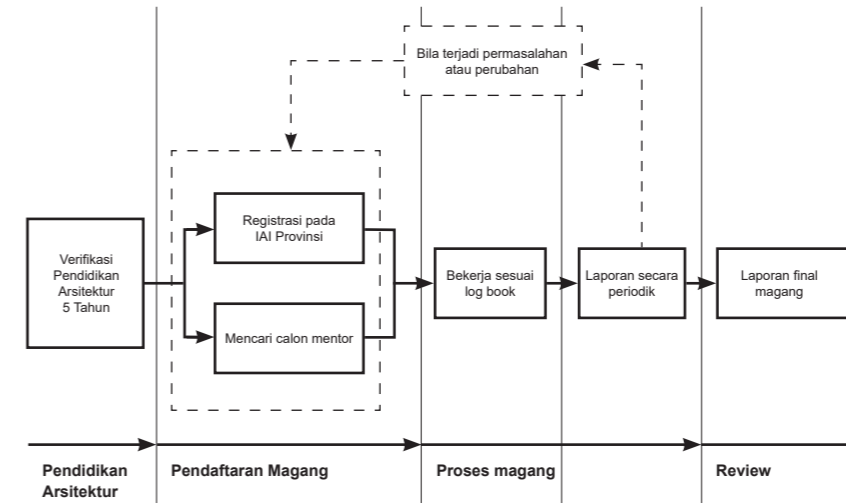 Bila terjadi permasalahan
atau perubahan
Verifikasi
Pendidikan
Arsitektur
5 Tahun
Registrasi pada
IAI Provinsi
Mencari calon mentor
Bekerja sesuai
log book
Laporan secara
periodik
Laporan final
magang
Pendidikan
Arsitektur
Pendaftaran Magang
Proses magang
Review